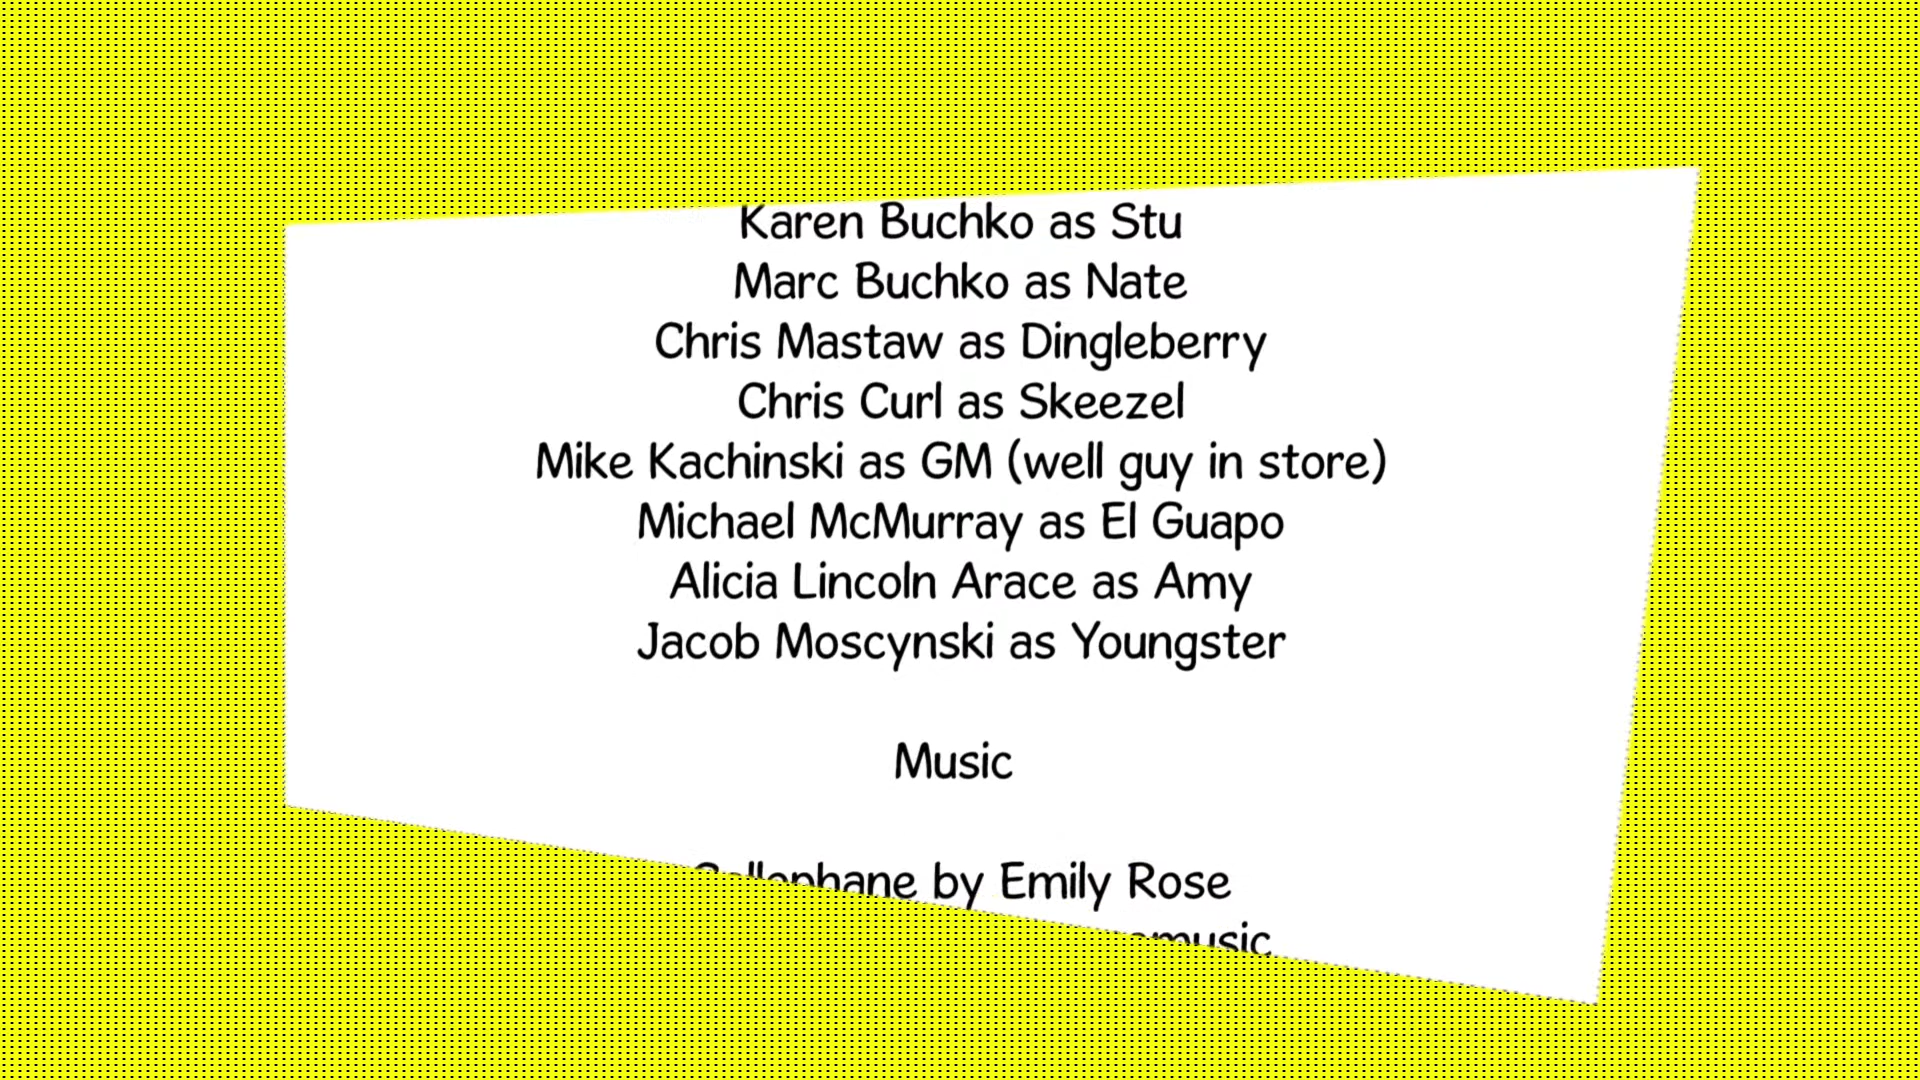 Karen Buchko as Stu
Marc Buchko as Nate
Chris Mastaw as Dingleberry
Chris Curl as Skeezel
Mike Kachinski as GM (well guy in store)
Michael McMurray as El Guapo
Alicia Lincoln Arace as Amy
Jacob Moscynski as Youngster
Music
Cellophane by Emily Rose